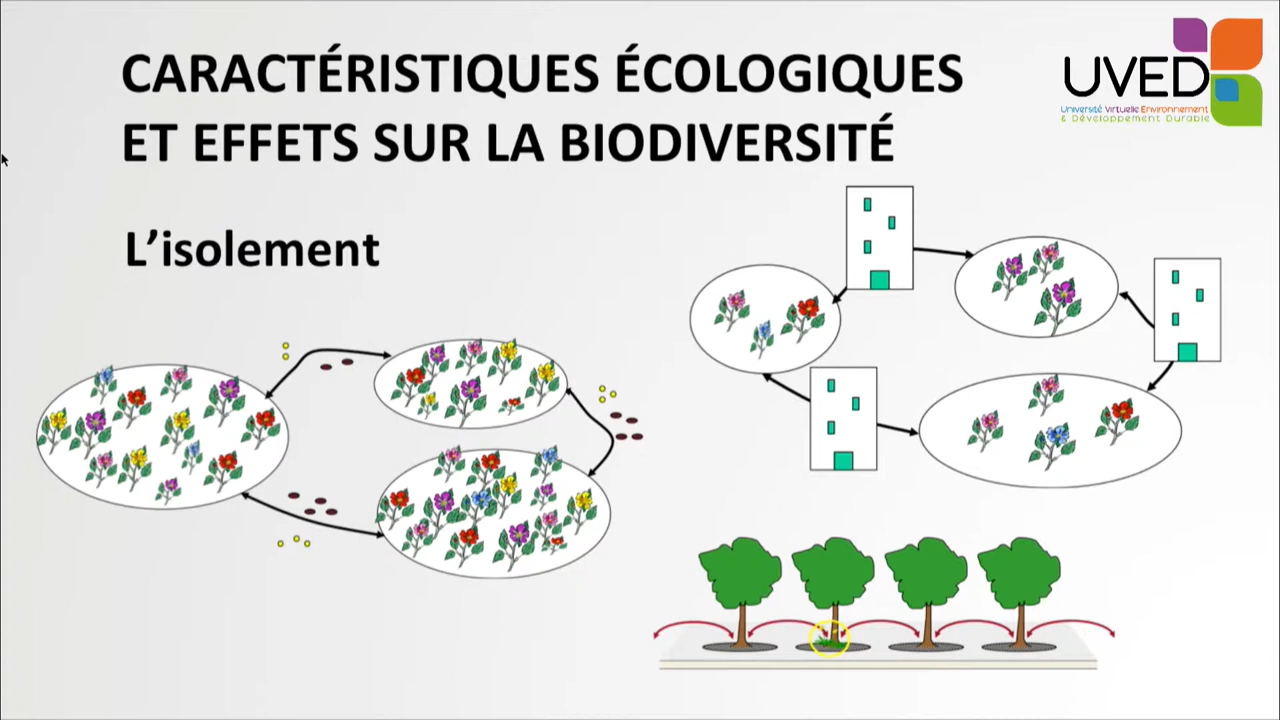 CARACTÉRISTIQUES ÉCOLOGIQUES
ET EFFETS SUR LA BIODIVERSITÉ
UVED
Université Virtuelle Environnement
& Développement Durable
L’isolement